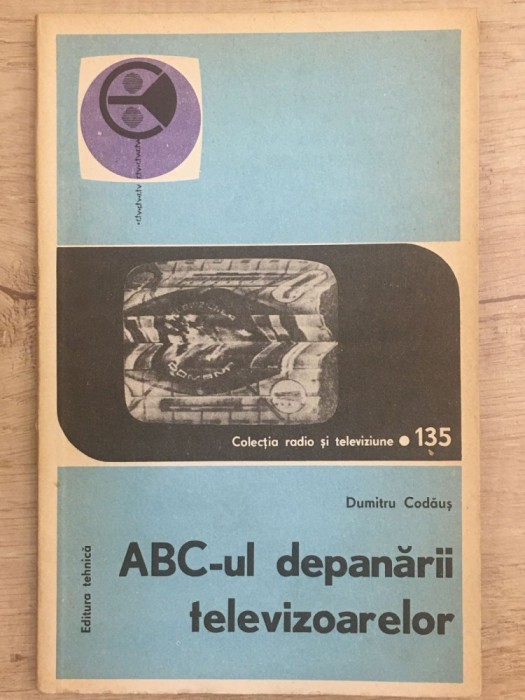 Colecția radio și televiziune • 135
Dumitru Codăuș
Editura tehnică
ABC-ul depanării
televizoarelor